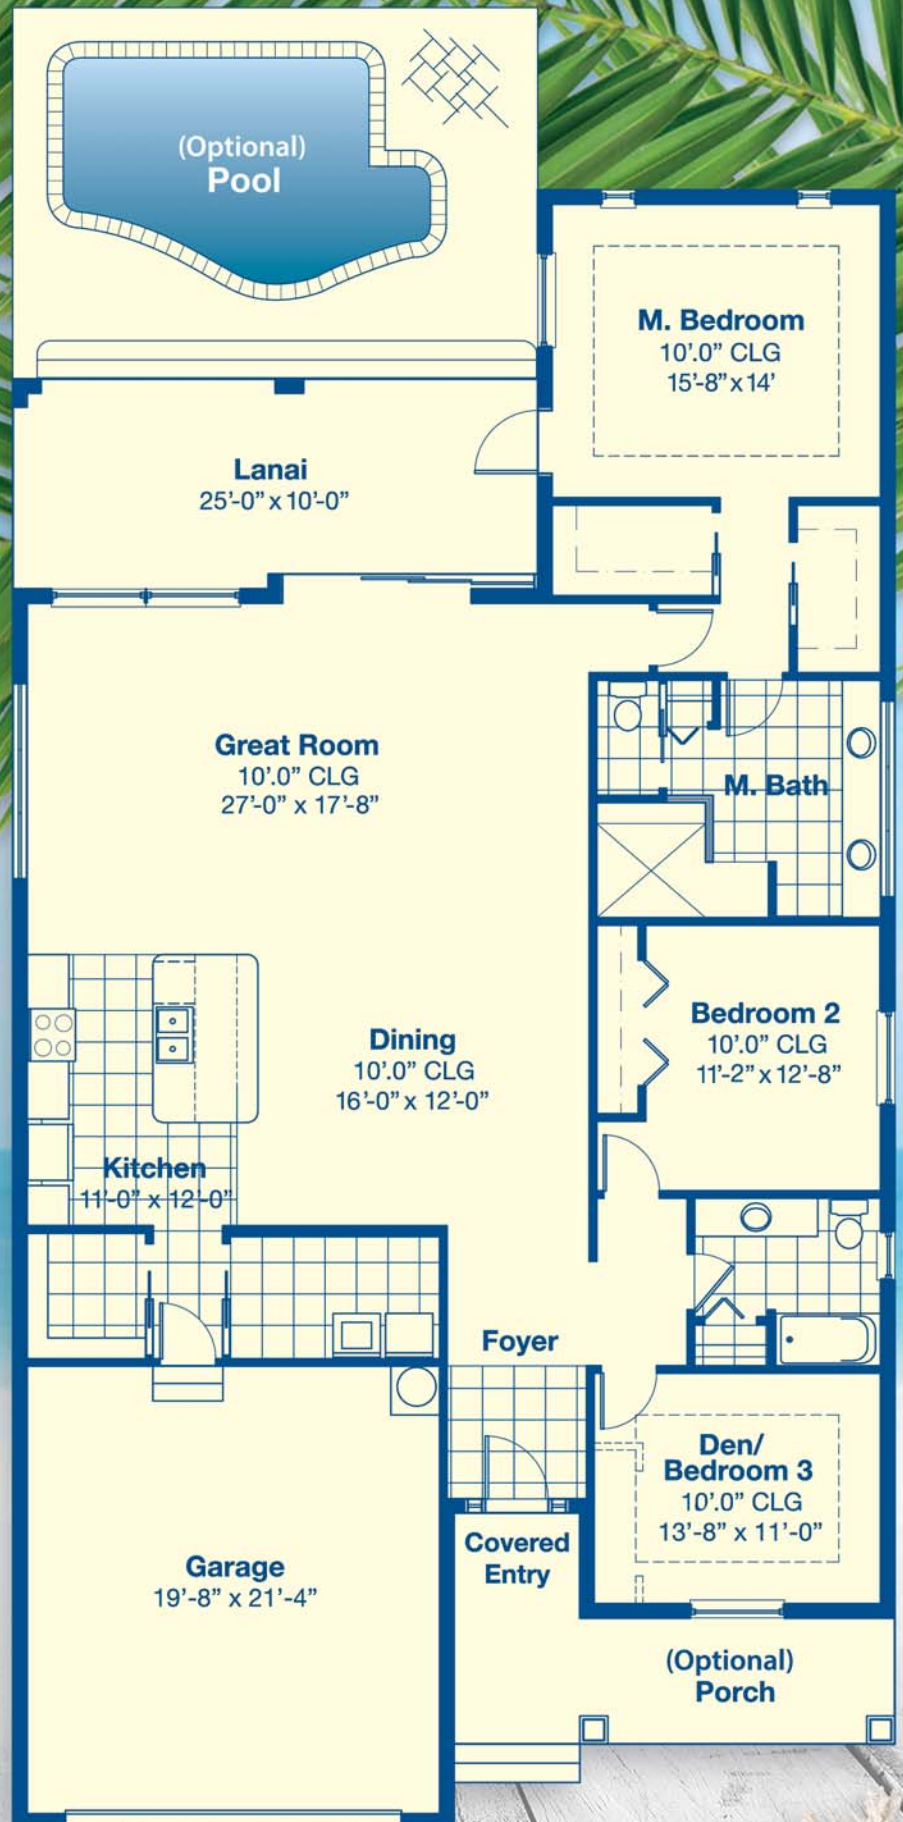 (Optional)
Pool
M. Bedroom
10'.0” CLG
15'-8” x 14'
Lanai
25'-0” x 10'-0”
Great Room
10'.0” CLG
27'-0” x 17'-8”
M. Bath
Bedroom 2
10'.0” CLG
11'-2” x 12'-8”
Dining
10'.0” CLG
16'-0” x 12'-0”
Kitchen
11'-0” x 12'-0”
Foyer
Den/
Bedroom 3
10'.0” CLG
13'-8” x 11'-0”
Covered
Entry
Garage
19'-8” x 21'-4”
(Optional)
Porch